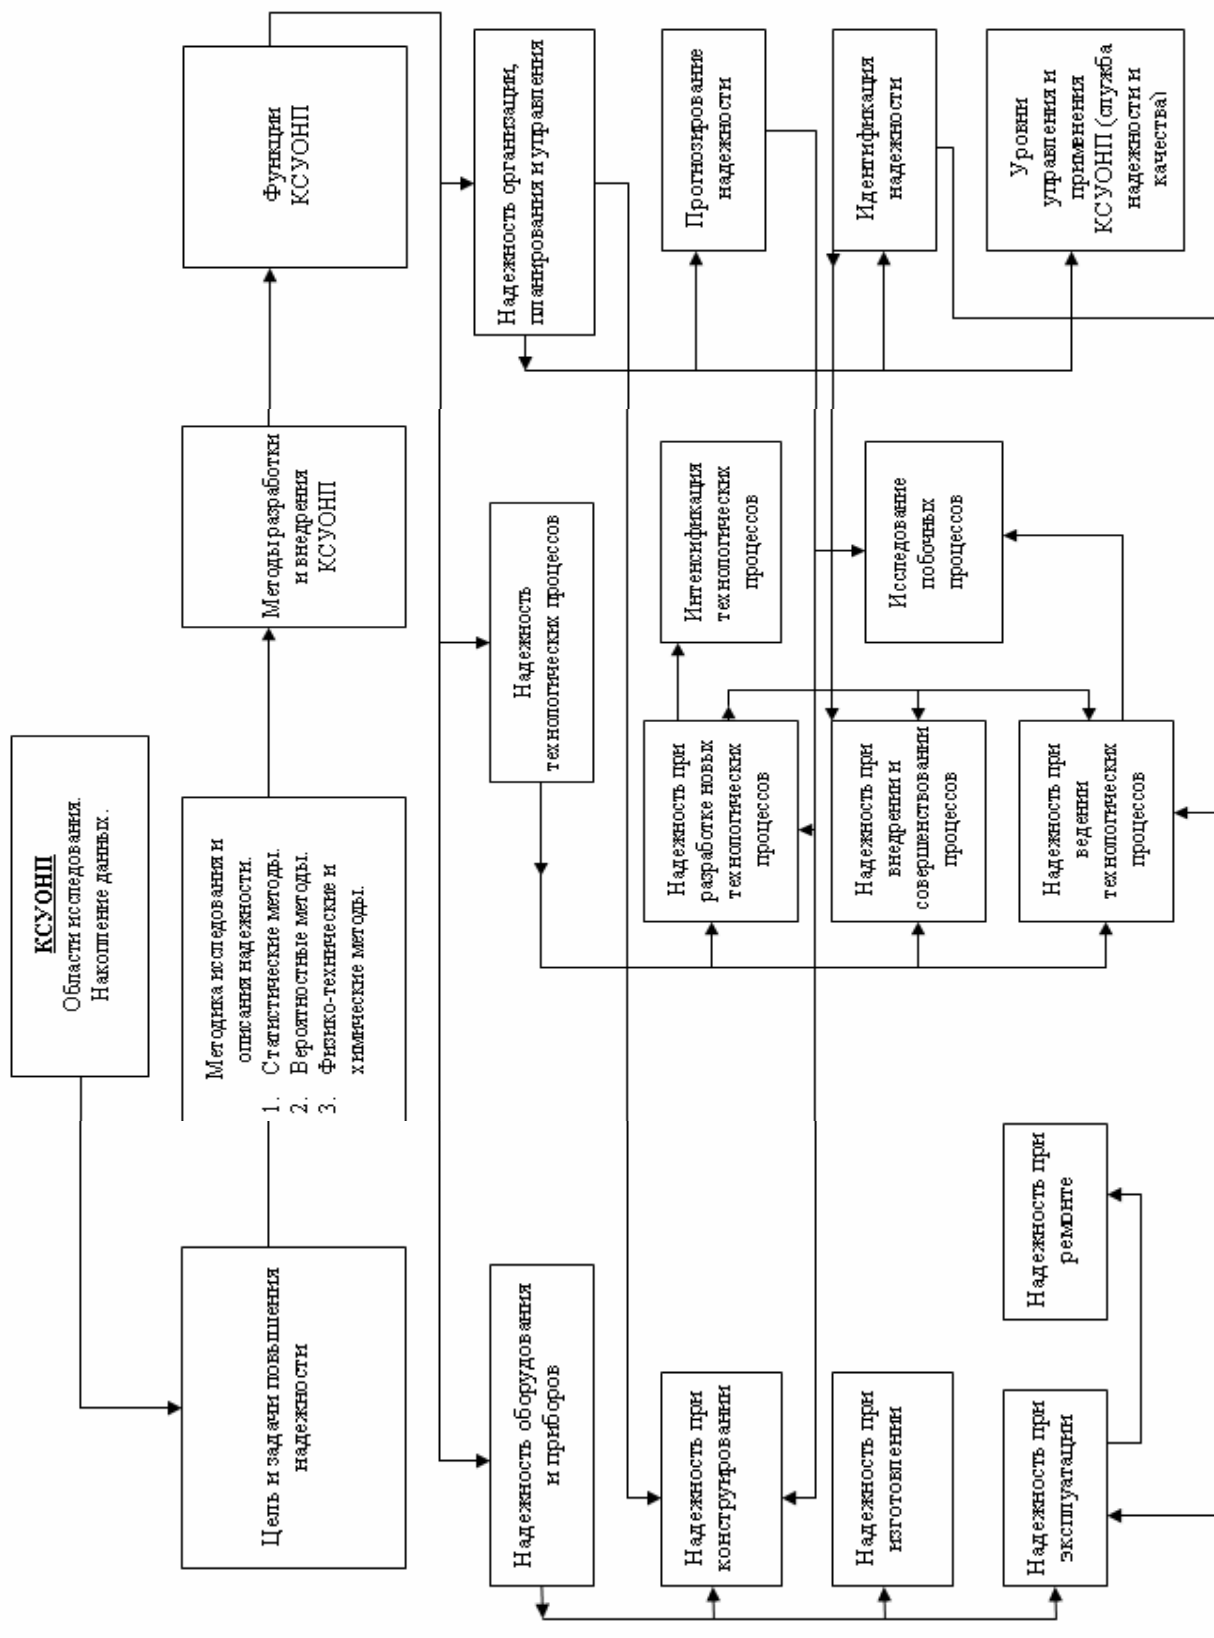 КСУОНП
Области исследования.
Накопление данных.
Цель и задачи повышения
надежности
Методика исследования и
описания надежности.
1. Статистические методы.
2. Вероятностные методы.
3. Физико-технические и
химические методы.
Методы разработки
и внедрения
КСУОНП
Функции
КСУОНП
Надежность оборудования
и приборов
Надежность
технологических процессов
Надежность организации,
планирования и управления
Надежность при
конструировании
Надежность при
разработке новых
технологических
процессов
Интенсификация
технологических
процессов
Прогнозирование
надежности
Надежность при
изготовлении
Надежность при
внедрении и
совершенствовании
процессов
Исследование
побочных
процессов
Идентификация
надежности
Надежность при
эксплуатации
Надежность при
ремонте
Надежность при
ведении
технологических
процессов
Уровни
управления и
применения
КСУОНП (служба
надежности и
качества)